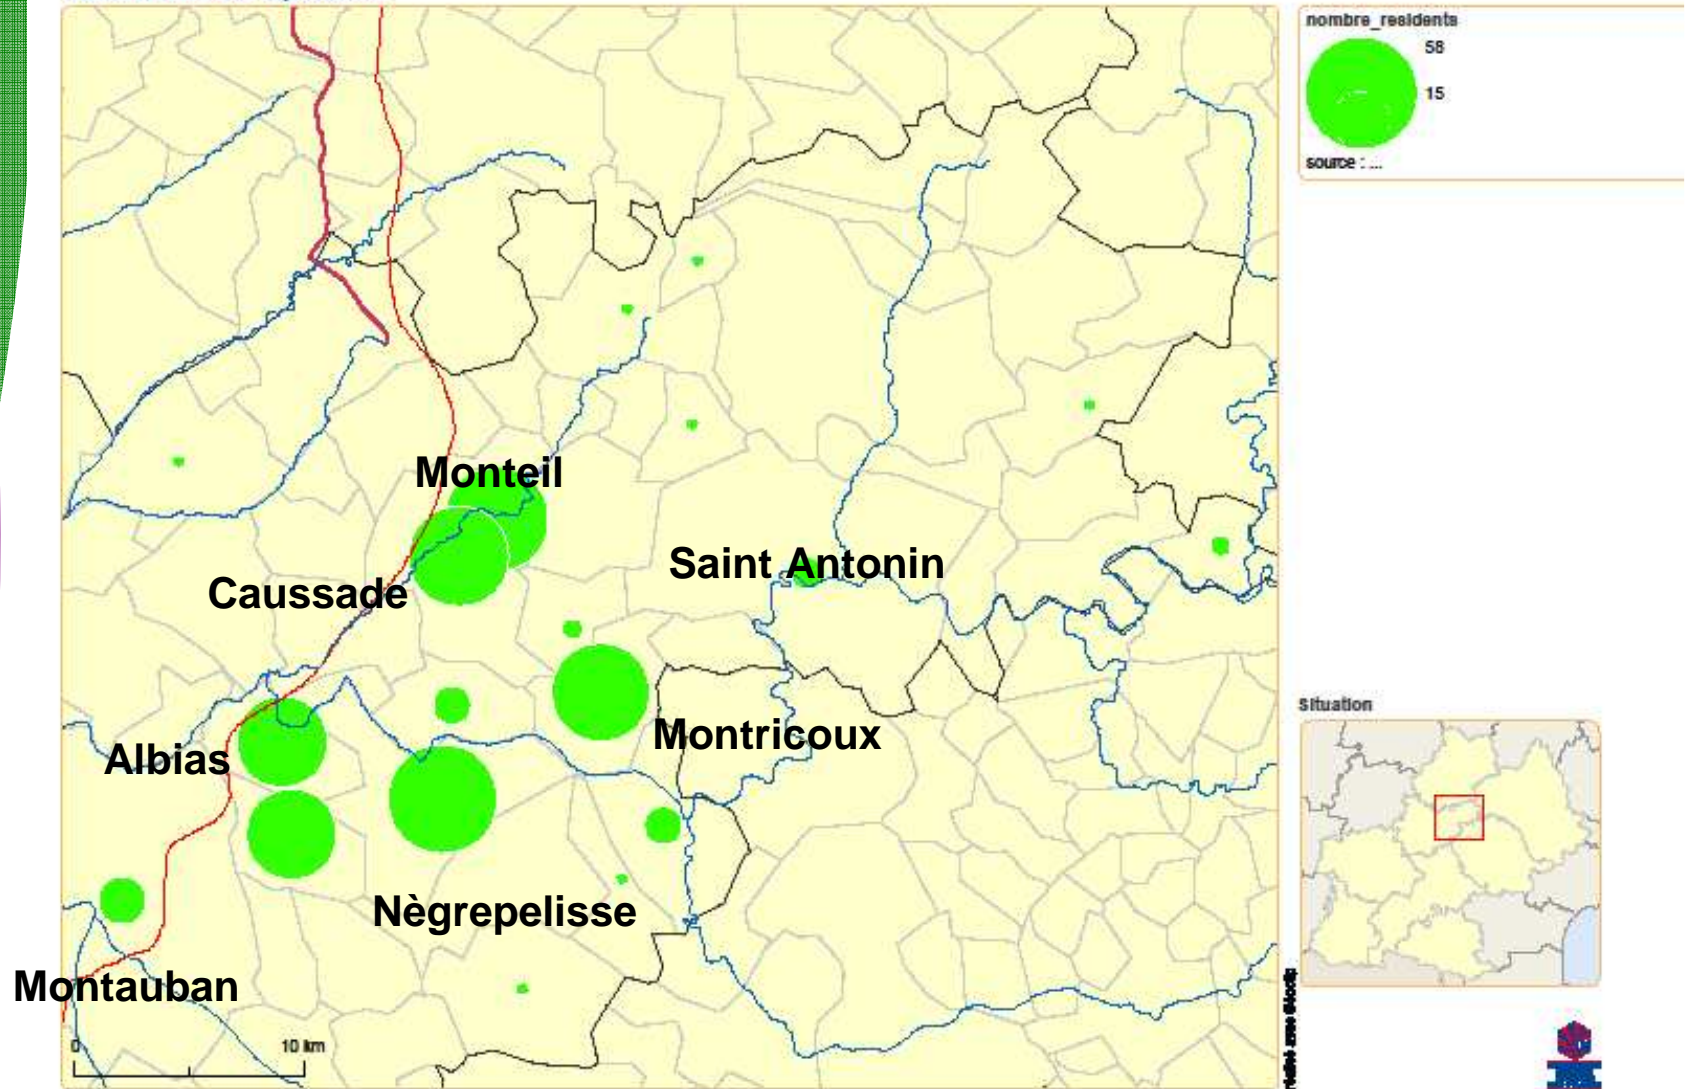 nombre_residents
58
15
source : ...
Monteil
Saint Antonin
Caussade
Montricoux
Albias
Nègrepelisse
Montauban
0 10 km
Situation